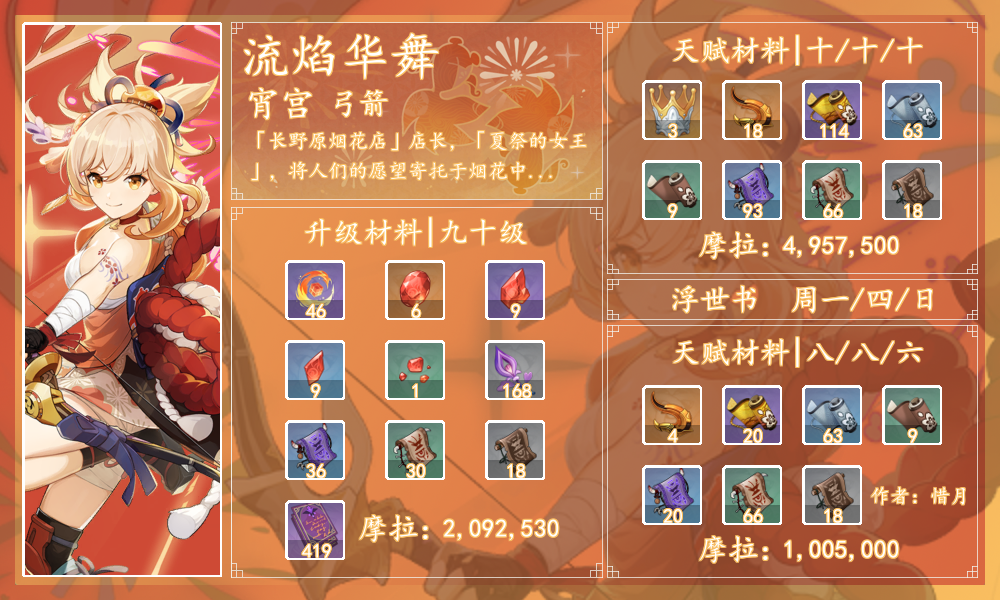 流焰华舞
宵宫 弓箭
「长野原烟花店」店长，「夏祭的女王
」，将人们的愿望寄托于烟花中...
升级材料|九十级
46 6 9
9 1 168
36 30 18
419
摩拉：2,092,530
天赋材料|十/十/十
3 18 114 63
9 93 66 18
摩拉：4,957,500
浮世书 周一/四/日
天赋材料|八/八/六
4 20 63 9
20 66 18
作者：惜月
摩拉：1,005,000